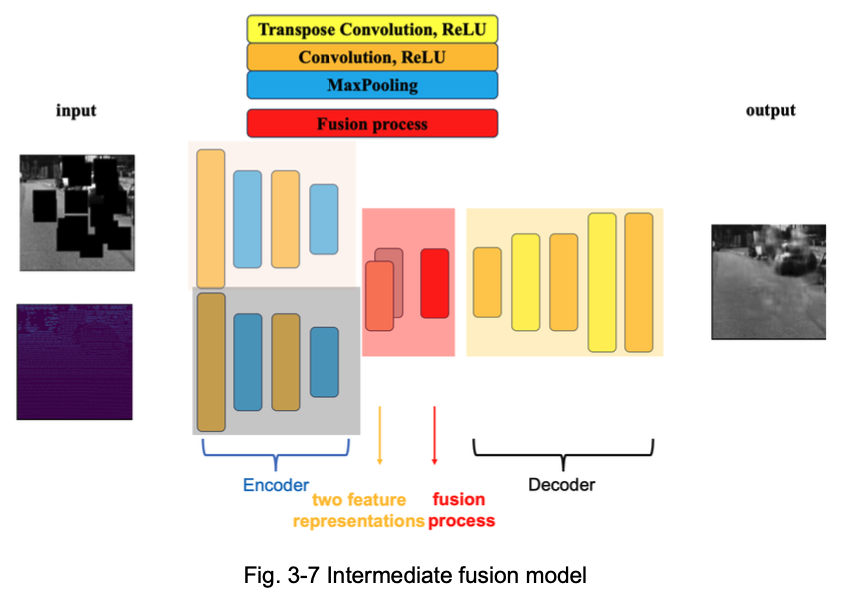 Transpose Convolution, ReLU
Convolution, ReLU
MaxPooling
Fusion process
input
output
Encoder
two feature
representations
fusion
process
Decoder
Fig. 3-7 Intermediate fusion model